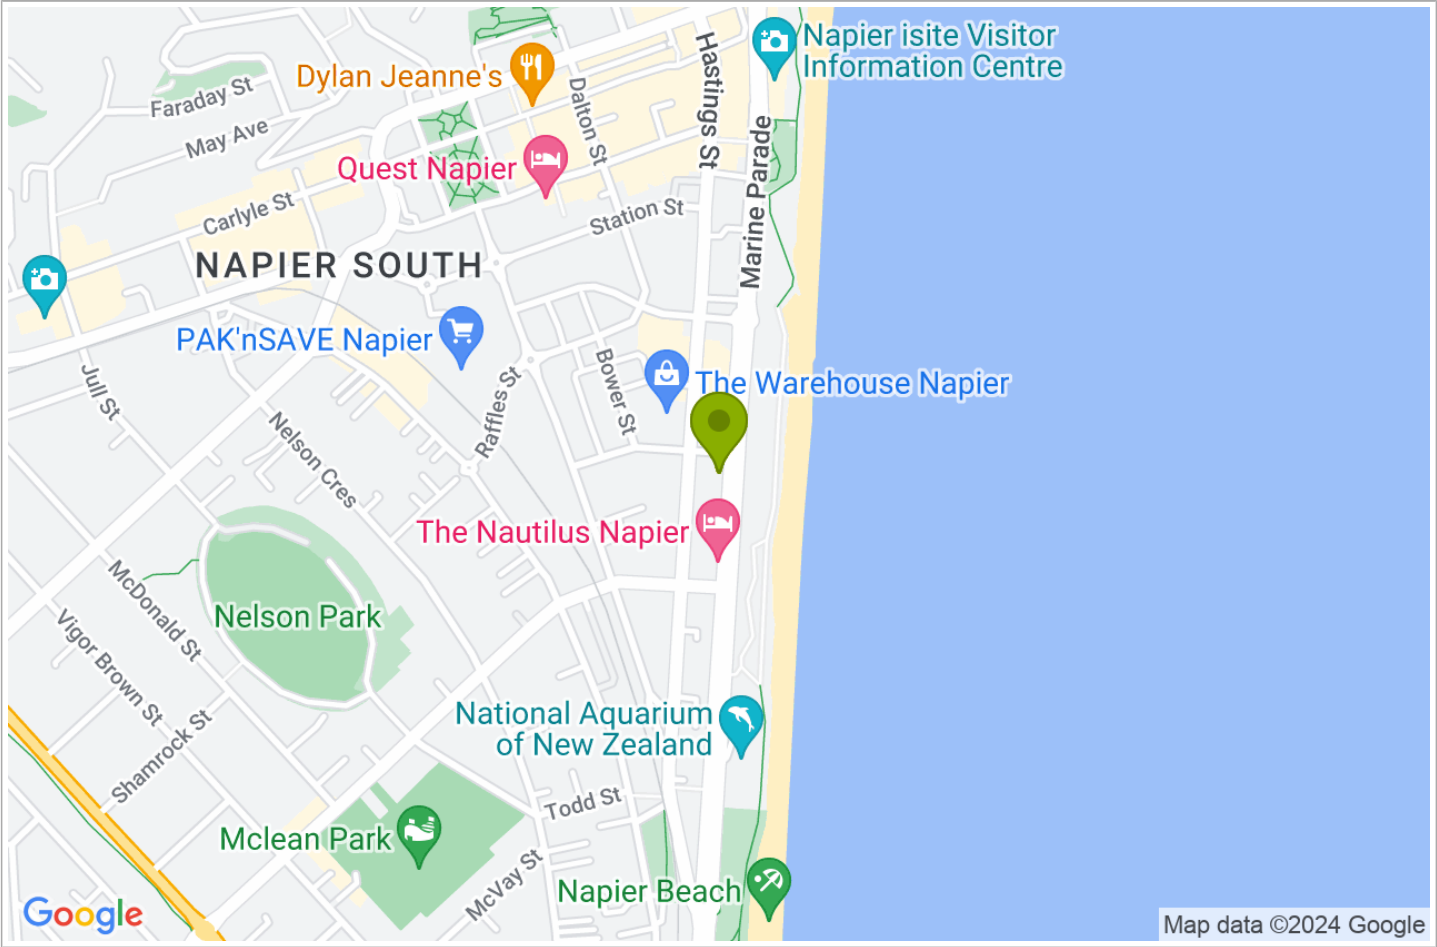 Napier isite Visitor
Information Centre
Hastings St
Dylan Jeanne's
Dalton St
Faraday St
May Ave
Marine Parade
Quest Napier
Carlyle St
Station St
NAPIER SOUTH
PAK'nSAVE Napier
The Warehouse Napier
Jull St
Bower St
Raffles St
Nelson Cres
The Nautilus Napier
McDonald St
Nelson Park
Vigor Brown St
National Aquarium
of New Zealand
Shamrock St
Todd St
Mclean Park
McVay St
Napier Beach
Google
Map data ©2024 Google